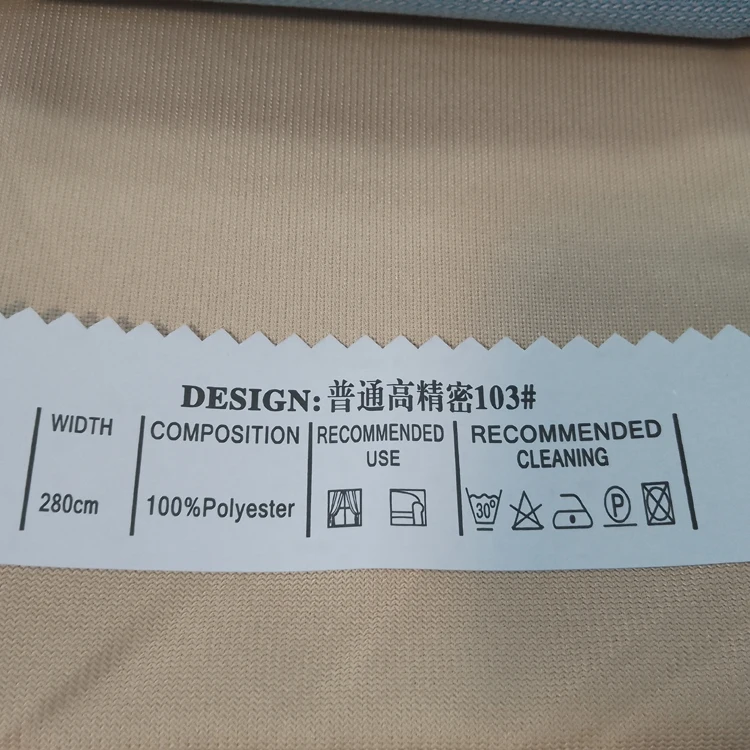 DESIGN: 普通高精密103#
WIDTH
280cm
COMPOSITION
100%Polyester
RECOMMENDED
USE
RECOMMENDED
CLEANING
30°
P